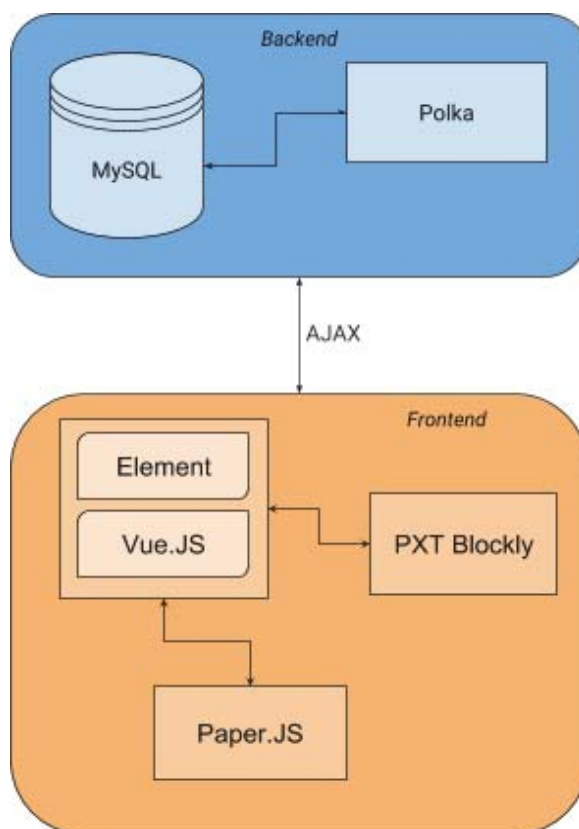 Backend
Polka
MySQL
AJAX
Frontend
Element
Vue.JS
PXT Blockly
Paper.JS